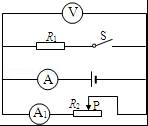 V
R₁ S
A
A₁ R₂ P